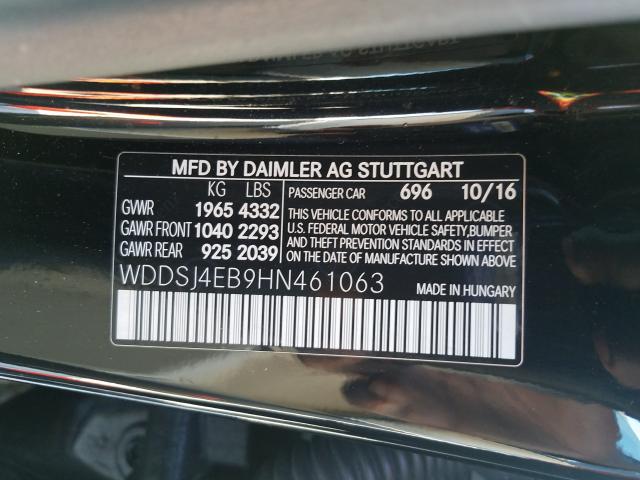 MFD BY DAIMLER AG STUTTGART
KG LBS
GVWR 1965 4332
GAWR FRONT 1040 2293
GAWR REAR 925 2039
PASSENGER CAR 696 10/16
THIS VEHICLE CONFORMS TO ALL APPLICABLE
U.S. FEDERAL MOTOR VEHICLE SAFETY, BUMPER
AND THEFT PREVENTION STANDARDS IN EFFECT
ON THE DATE OF MANUFACTURE SHOWN ABOVE
WDDSJ4EB9HN461063 MADE IN HUNGARY